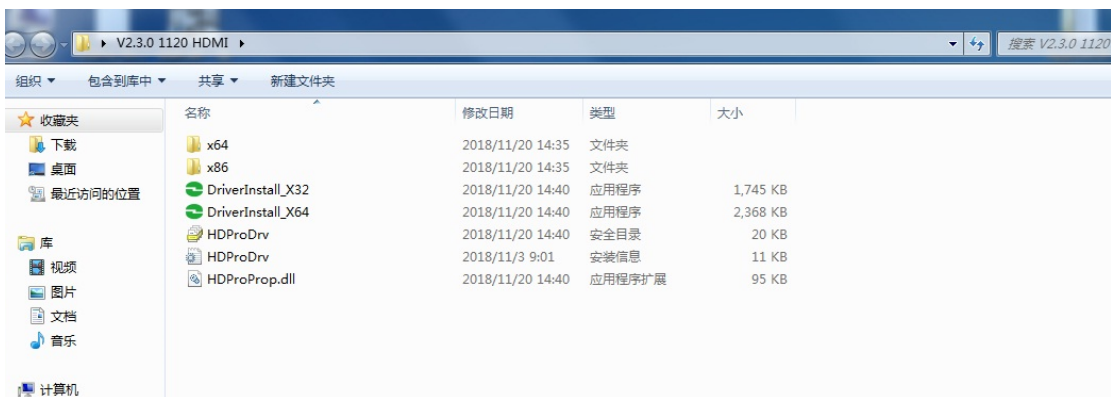 V2.3.0 1120 HDMI
搜索 V2.3.0 1120
组织 包含到库中 共享 新建文件夹
名称 修改日期 类型 大小
收藏夹
下载
桌面
最近访问的位置
库
视频
图片
文档
音乐
计算机
x64 2018/11/20 14:35 文件夹
x86 2018/11/20 14:35 文件夹
DriverInstall_X32 2018/11/20 14:40 应用程序 1,745 KB
DriverInstall_X64 2018/11/20 14:40 应用程序 2,368 KB
HDProDrv 2018/11/20 14:40 安全目录 20 KB
HDProDrv 2018/11/3 9:01 安装信息 11 KB
HDProProp.dll 2018/11/20 14:40 应用程序扩展 95 KB